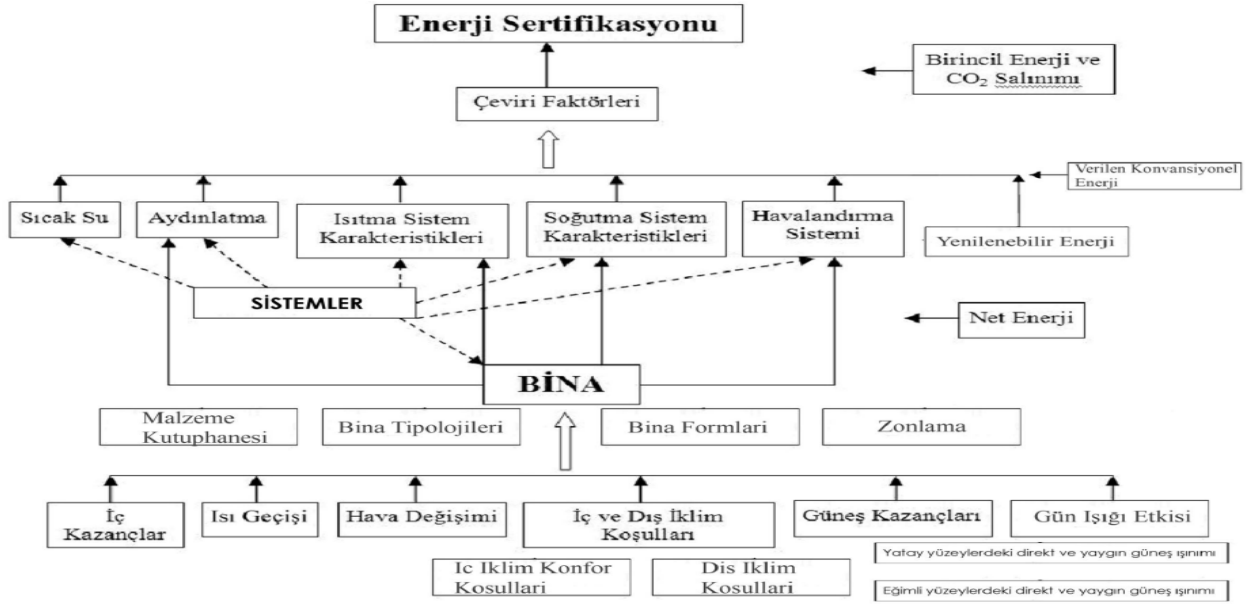 Enerji Sertifikasyonu
Birincil Enerji ve
CO₂ Salınımı
Çeviri Faktörleri
Verilen Konvansiyonel
Enerji
Sıcak Su
Aydınlatma
Isıtma Sistem
Karakteristikleri
Soğutma Sistem
Karakteristikleri
Havalandırma
Sistemi
Yenilenebilir Enerji
SİSTEMLER
Net Enerji
BİNA
Malzeme
Kutuphanesi
Bina Tipolojileri
Bina Formlari
Zonlama
İç
Kazançlar
Isı Geçişi
Hava Değişimi
İç ve Dış İklim
Koşulları
Güneş Kazançları
Gün Işığı Etkisi
Ic Iklim Konfor
Kosullari
Dis Iklim
Kosullari
Yatay yüzeylerdeki direkt ve yaygın güneş ışınımı
Eğimli yüzeylerdeki direkt ve yaygın güneş ışınımı